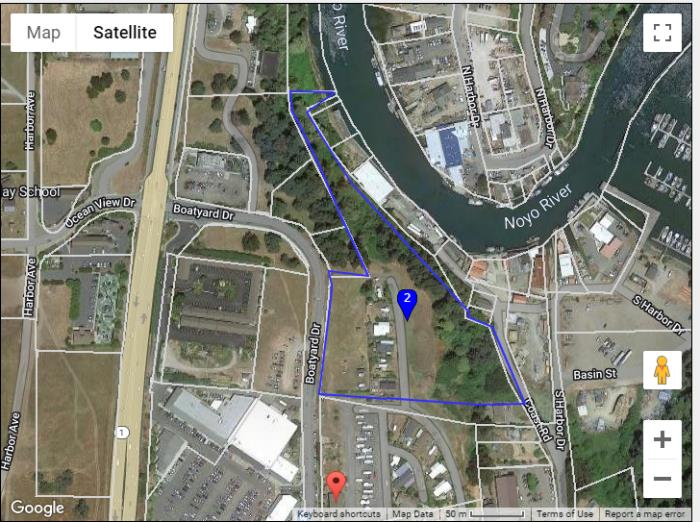 Map
Satellite
o River
N Harbor Dr
N Harbor Dr
Harbor Ave
ay School
Ocean View Dr
Boatyard Dr
Noyo River
Harbor Ave
S Harbor Dr
2
Boatyard Dr
Basin St
S Harbor Dr
Harbor Ave
1
Google
Keyboard shortcuts
Map Data
50 m
Terms of Use
Report a map error